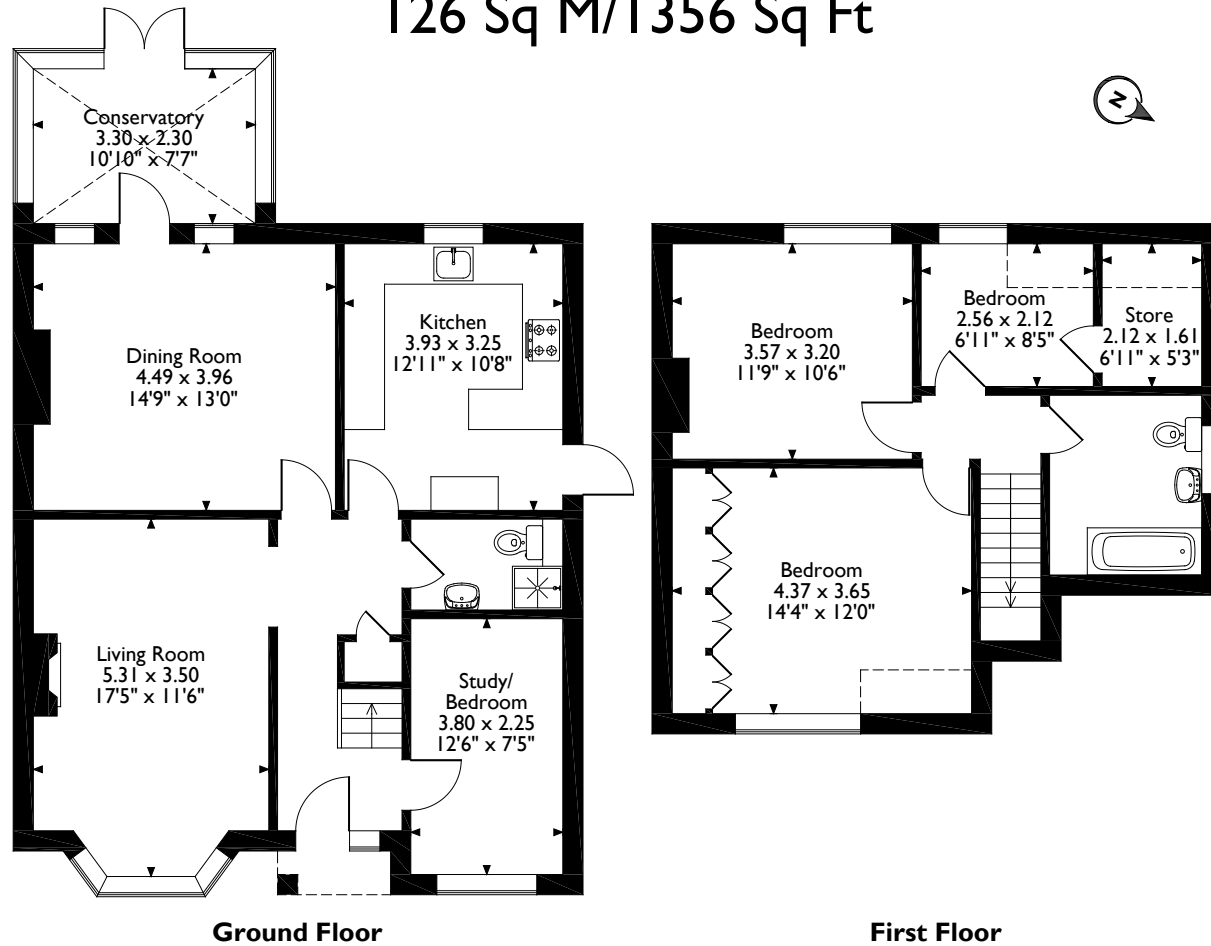 126 Sq M/1356 Sq Ft
N
Conservatory
3.30 x 2.30
10'10" x 7'7"
Dining Room
4.49 x 3.96
14'9" x 13'0"
Kitchen
3.93 x 3.25
12'11" x 10'8"
Living Room
5.31 x 3.50
17'5" x 11'6"
Study/
Bedroom
3.80 x 2.25
12'6" x 7'5"
Ground Floor
Bedroom
3.57 x 3.20
11'9" x 10'6"
Bedroom
2.56 x 2.12
6'11" x 8'5"
Store
2.12 x 1.61
6'11" x 5'3"
Bedroom
4.37 x 3.65
14'4" x 12'0"
First Floor